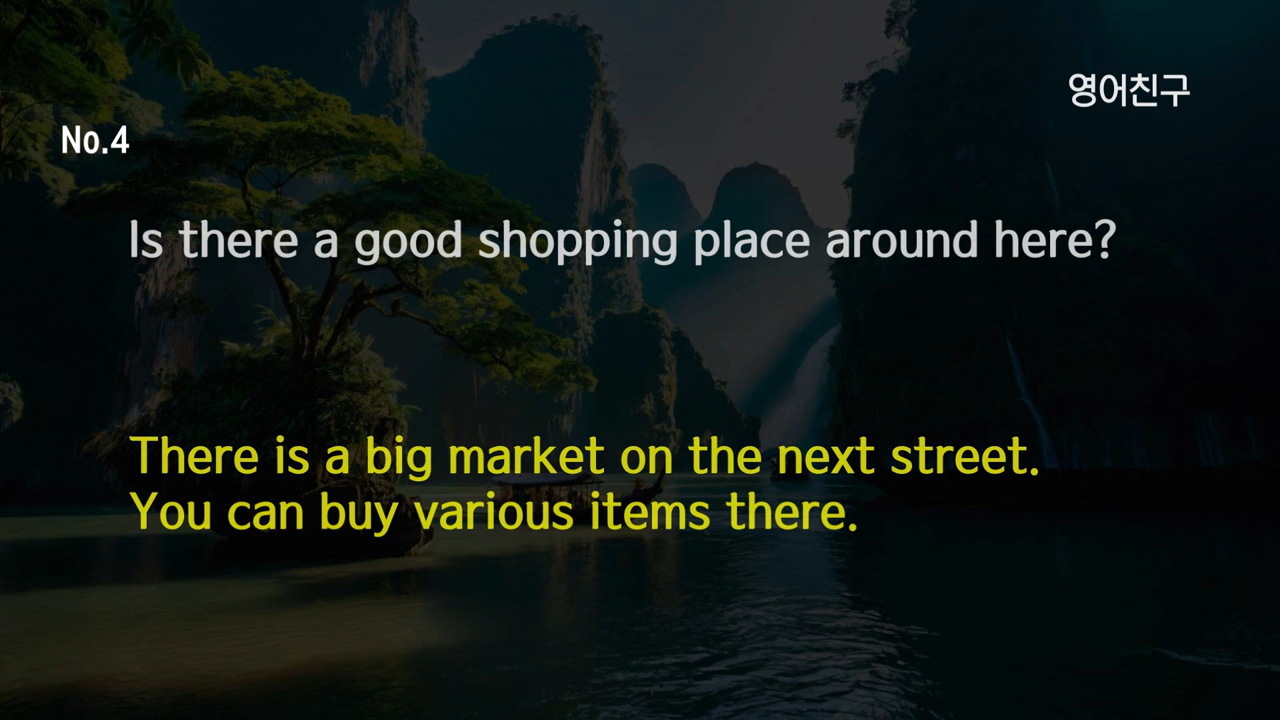 영어친구
No.4
Is there a good shopping place around here?
There is a big market on the next street.
You can buy various items there.